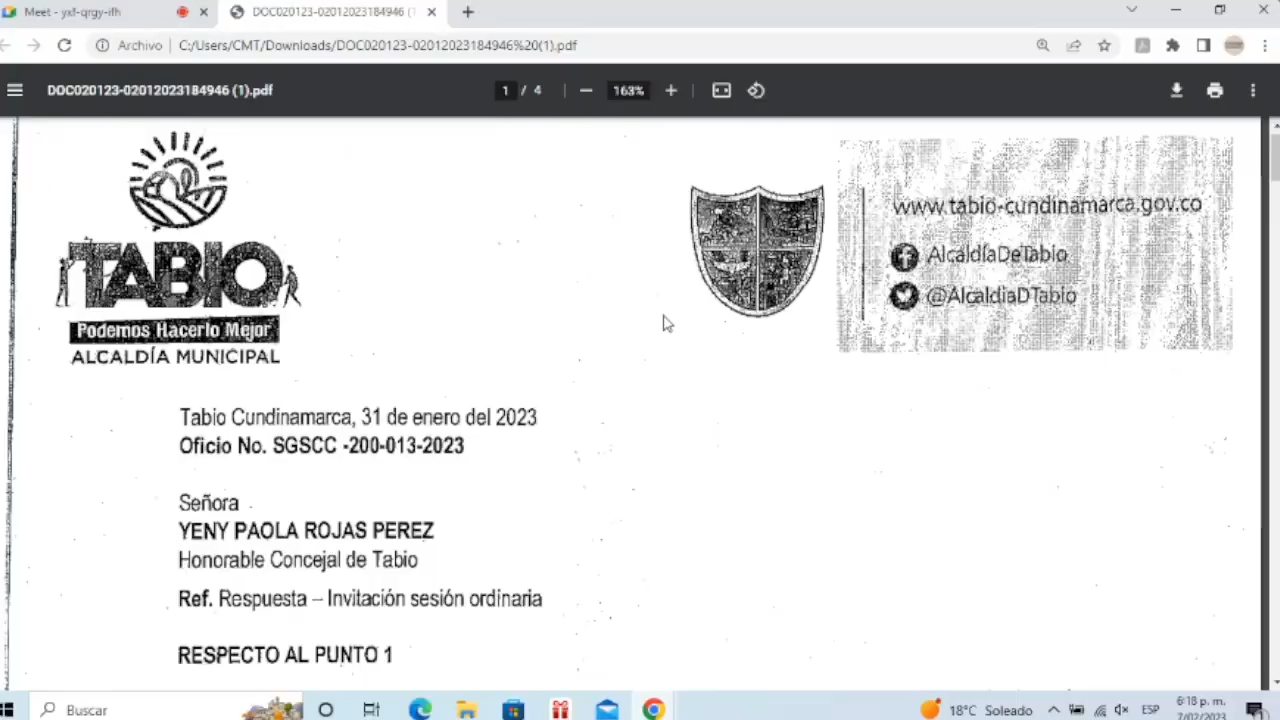 Meet - yxf-qrgy-ifh
DOC020123-02012023184946 (1
Archivo | C:/Users/CMT/Downloads/DOC020123-02012023184946%20(1).pdf
DOC020123-02012023184946 (1).pdf
1 / 4
163%
TABIO
Podemos Hacerlo Mejor
ALCALDÍA MUNICIPAL
www.tabio-cundinamarca.gov.co
AlcaldíaDeTabio
@AlcaldiaDTabio
Tabio Cundinamarca, 31 de enero del 2023
Oficio No. SGSCC -200-013-2023
Señora
YENY PAOLA ROJAS PEREZ
Honorable Concejal de Tabio
Ref. Respuesta – Invitación sesión ordinaria
RESPECTO AL PUNTO 1
Buscar
18°C Soleado
ESP
6:18 p. m.
7/02/2023